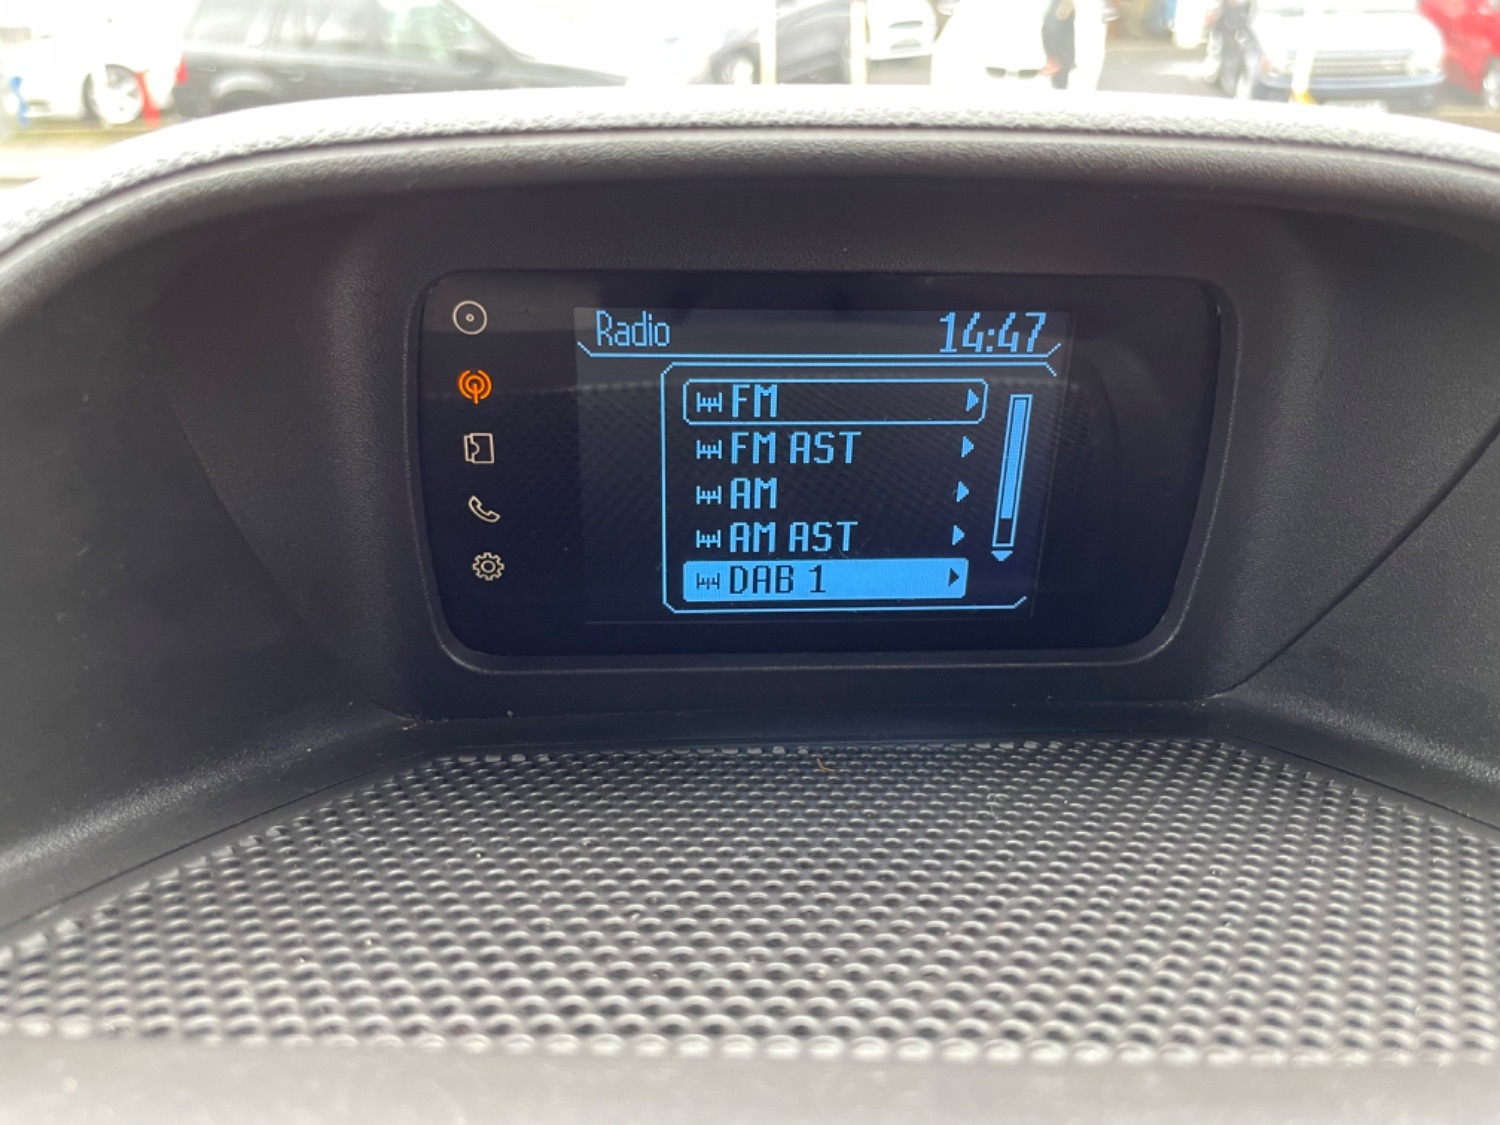 Radio 14:47
FM
FM AST
AM
AM AST
DAB 1